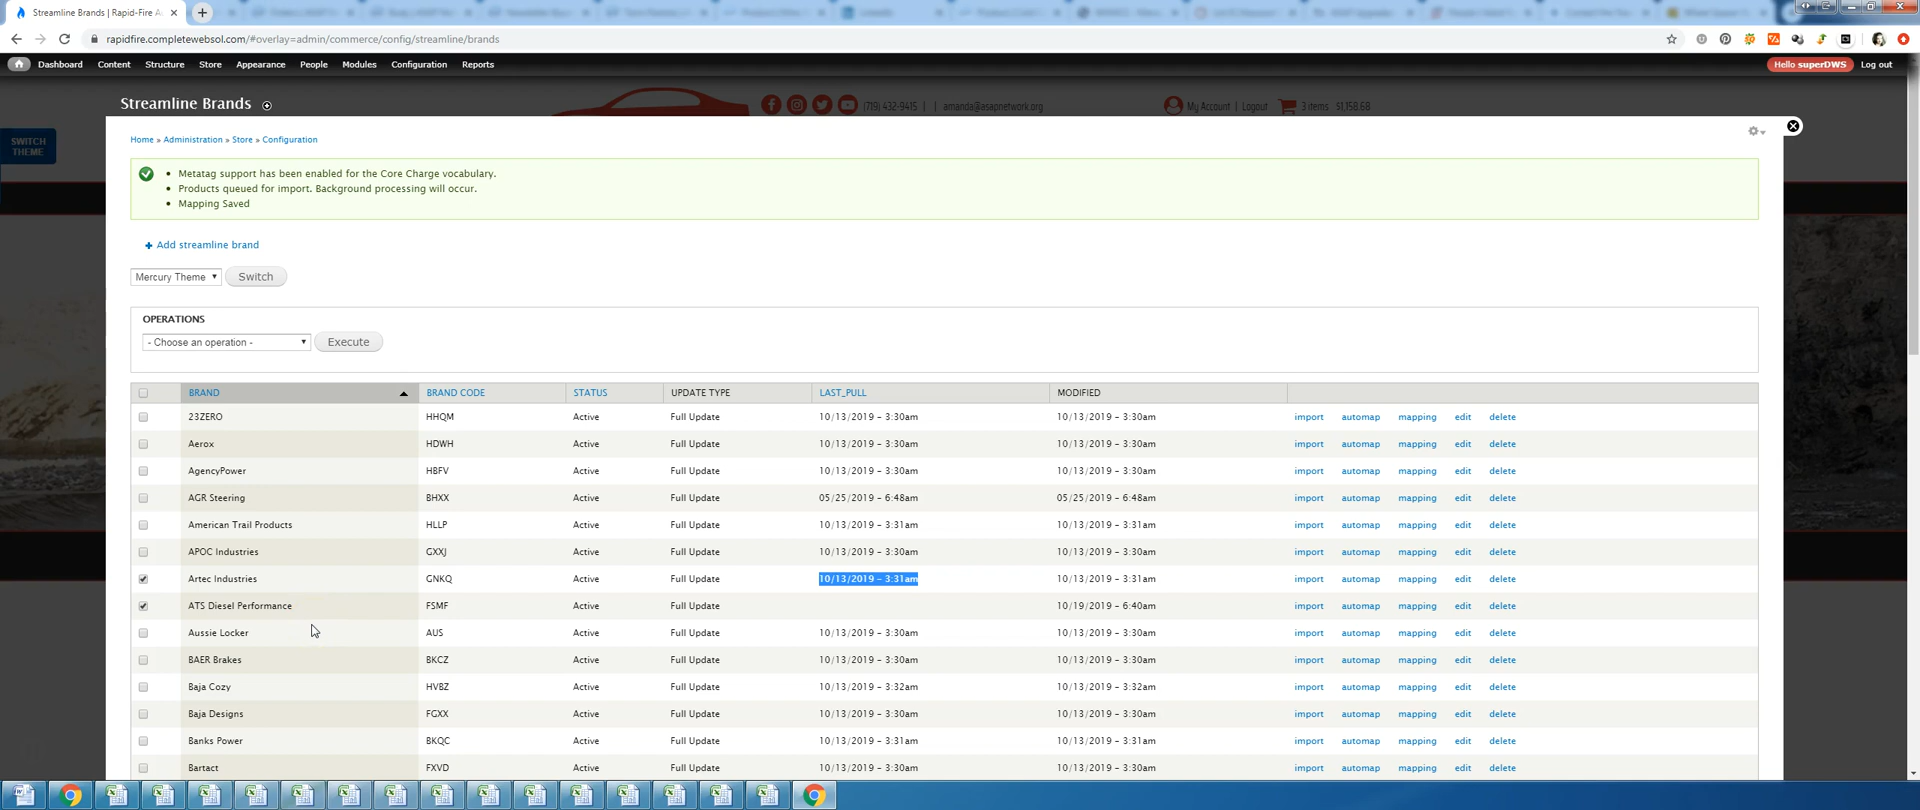 Streamline Brands | Rapid-Fire A
rapidfire.completewebsol.com/#overlay=admin/commerce/config/streamline/brands
Dashboard Content Structure Store Appearance People Modules Configuration Reports Hello superDWS Log out
Streamline Brands
(719) 432-9415 | | amanda@asapnetwork.org My Account | Logout 3 items $1,158.68
SWITCH
THEME
Home » Administration » Store » Configuration
Metatag support has been enabled for the Core Charge vocabulary.
Products queued for import. Background processing will occur.
Mapping Saved
Add streamline brand
Mercury Theme Switch
OPERATIONS
- Choose an operation - Execute
BRAND BRAND CODE STATUS UPDATE TYPE LAST_PULL MODIFIED
23ZERO HHQM Active Full Update 10/13/2019 - 3:30am 10/13/2019 - 3:30am import automap mapping edit delete
Aerox HDWH Active Full Update 10/13/2019 - 3:30am 10/13/2019 - 3:30am import automap mapping edit delete
AgencyPower HBFV Active Full Update 10/13/2019 - 3:30am 10/13/2019 - 3:30am import automap mapping edit delete
AGR Steering BHXX Active Full Update 05/25/2019 - 6:48am 05/25/2019 - 6:48am import automap mapping edit delete
American Trail Products HLLP Active Full Update 10/13/2019 - 3:31am 10/13/2019 - 3:31am import automap mapping edit delete
APOC Industries GXXJ Active Full Update 10/13/2019 - 3:30am 10/13/2019 - 3:30am import automap mapping edit delete
Artec Industries GNKQ Active Full Update 10/13/2019 - 3:31am 10/13/2019 - 3:31am import automap mapping edit delete
ATS Diesel Performance FSMF Active Full Update 10/19/2019 - 6:40am import automap mapping edit delete
Aussie Locker AUS Active Full Update 10/13/2019 - 3:30am 10/13/2019 - 3:30am import automap mapping edit delete
BAER Brakes BKCZ Active Full Update 10/13/2019 - 3:30am 10/13/2019 - 3:30am import automap mapping edit delete
Baja Cozy HVBZ Active Full Update 10/13/2019 - 3:32am 10/13/2019 - 3:32am import automap mapping edit delete
Baja Designs FGXX Active Full Update 10/13/2019 - 3:30am 10/13/2019 - 3:30am import automap mapping edit delete
Banks Power BKQC Active Full Update 10/13/2019 - 3:31am 10/13/2019 - 3:31am import automap mapping edit delete
Bartact FXVD Active Full Update 10/13/2019 - 3:30am 10/13/2019 - 3:30am import automap mapping edit delete